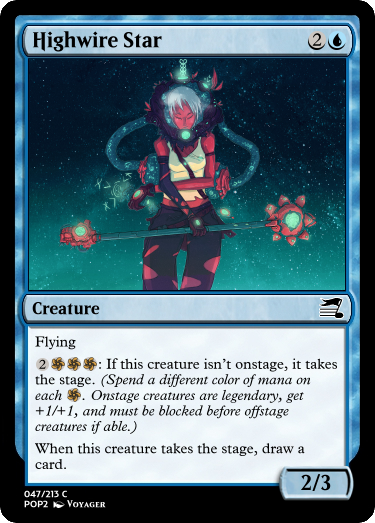 Highwire Star 2
Creature
Flying
2: If this creature isn't onstage, it takes
the stage. (Spend a different color of mana on
each . Onstage creatures are legendary, get
+1/+1, and must be blocked before offstage
creatures if able.)
When this creature takes the stage, draw a
card.
2/3
047/213 C
POP2 VOYAGER